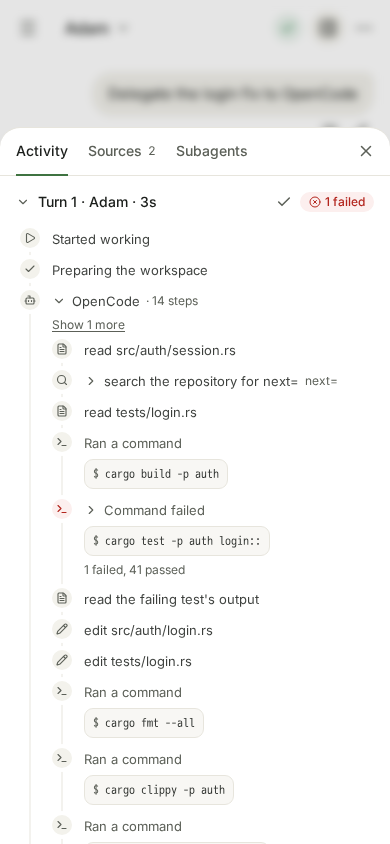 Adam
Delegate the login fix to OpenCode
Activity
Sources 2
Subagents
Turn 1 · Adam · 3s
1 failed
Started working
Preparing the workspace
OpenCode · 14 steps
Show 1 more
read src/auth/session.rs
search the repository for next= next=
read tests/login.rs
Ran a command
$ cargo build -p auth
Command failed
$ cargo test -p auth login::
1 failed, 41 passed
read the failing test's output
edit src/auth/login.rs
edit tests/login.rs
Ran a command
$ cargo fmt --all
Ran a command
$ cargo clippy -p auth
Ran a command